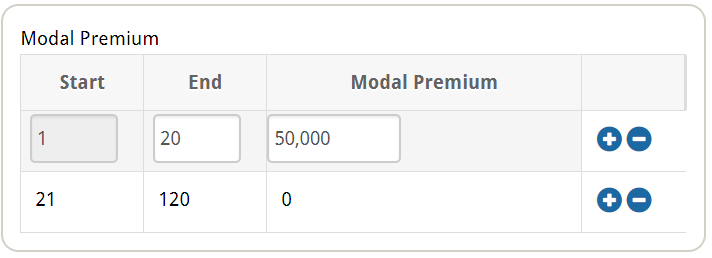 Modal Premium
Start End Modal Premium
1 20 50,000
21 120 0